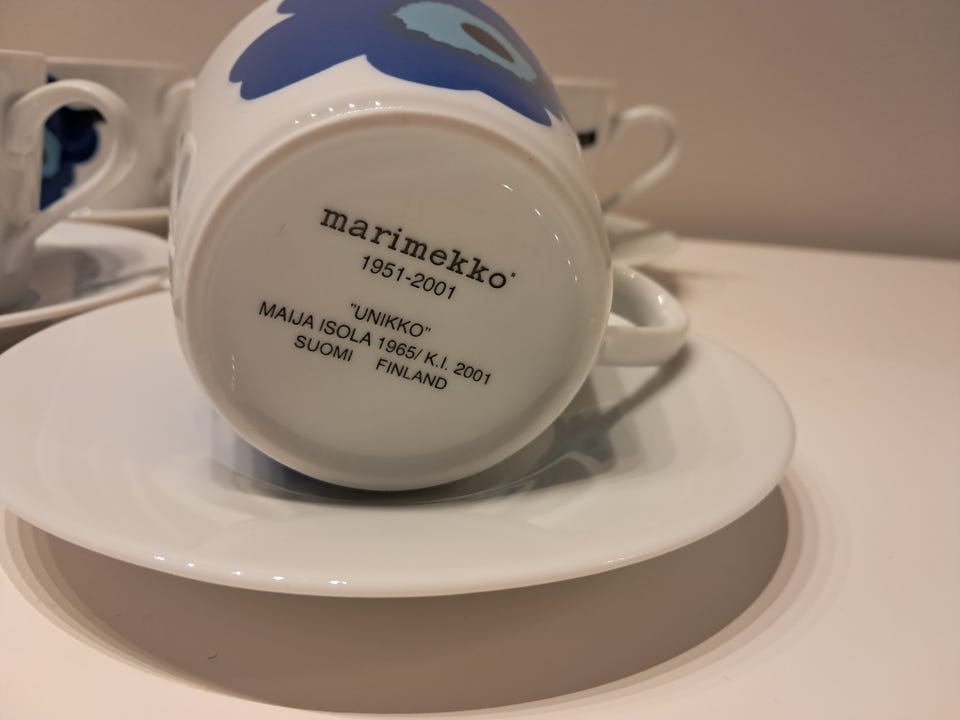 marimekko®
1951-2001
"UNIKKO"
MAIJA ISOLA 1965/ K.I. 2001
SUOMI FINLAND